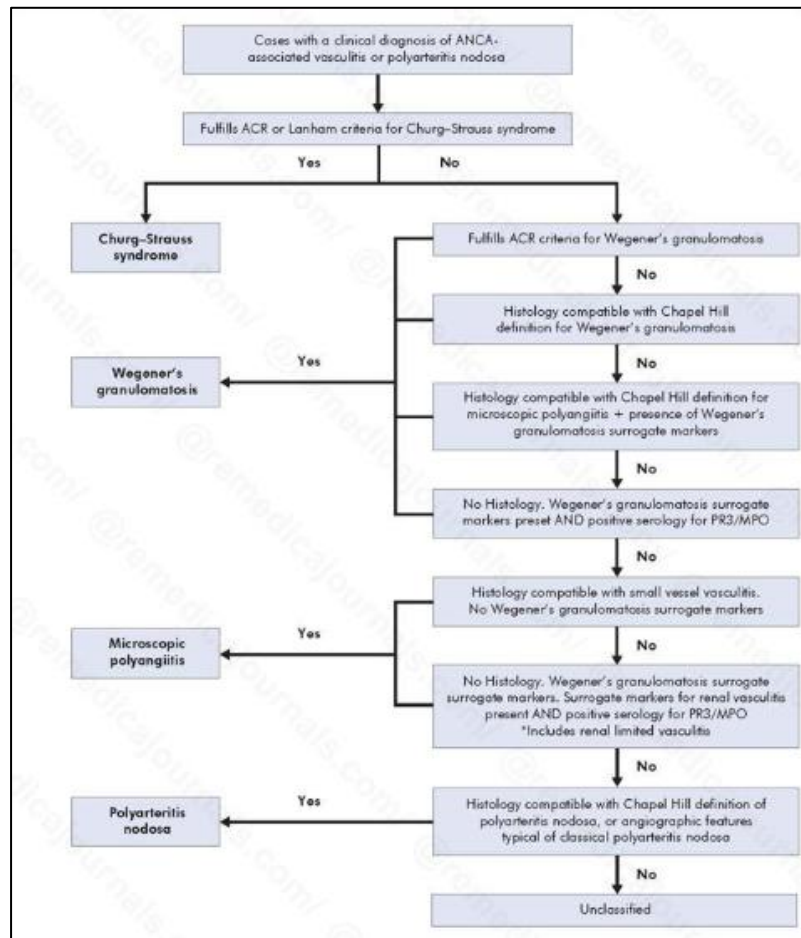 Cases with a clinical diagnosis of ANCA-
associated vasculitis or polyarteritis nodosa
Fulfills ACR or Lanham criteria for Churg–Strauss syndrome
Yes
No
Churg–Strauss
syndrome
Fulfills ACR criteria for Wegener's granulomatosis
No
Histology compatible with Chapel Hill
definition for Wegener's granulomatosis
Yes
Wegener's
granulomatosis
No
Histology compatible with Chapel Hill definition for
microscopic polyangiitis + presence of Wegener's
granulomatosis surrogate markers
No
No Histology. Wegener's granulomatosis surrogate
markers preset AND positive serology for PR3/MPO
No
Histology compatible with small vessel vasculitis.
No Wegener's granulomatosis surrogate markers
Yes
Microscopic
polyangiitis
No
No Histology. Wegener's granulomatosis surrogate
surrogate markers. Surrogate markers for renal vasculitis
present AND positive serology for PR3/MPO
*Includes renal limited vasculitis
No
Yes
Polyarteritis
nodosa
Histology compatible with Chapel Hill definition of
polyarteritis nodosa, or angiographic features
typical of classical polyarteritis nodosa
No
Unclassified